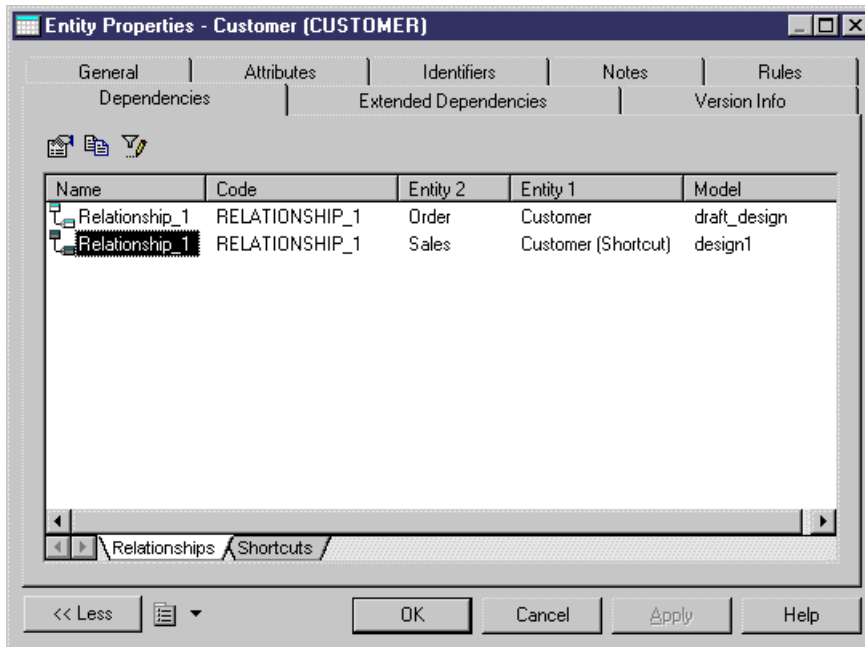 Entity Properties - Customer (CUSTOMER)
General Attributes Identifiers Notes Rules
Dependencies Extended Dependencies Version Info
Name Code Entity 2 Entity 1 Model
Relationship_1 RELATIONSHIP_1 Order Customer draft_design
Relationship_1 RELATIONSHIP_1 Sales Customer (Shortcut) design1
Relationships Shortcuts
<< Less OK Cancel Apply Help